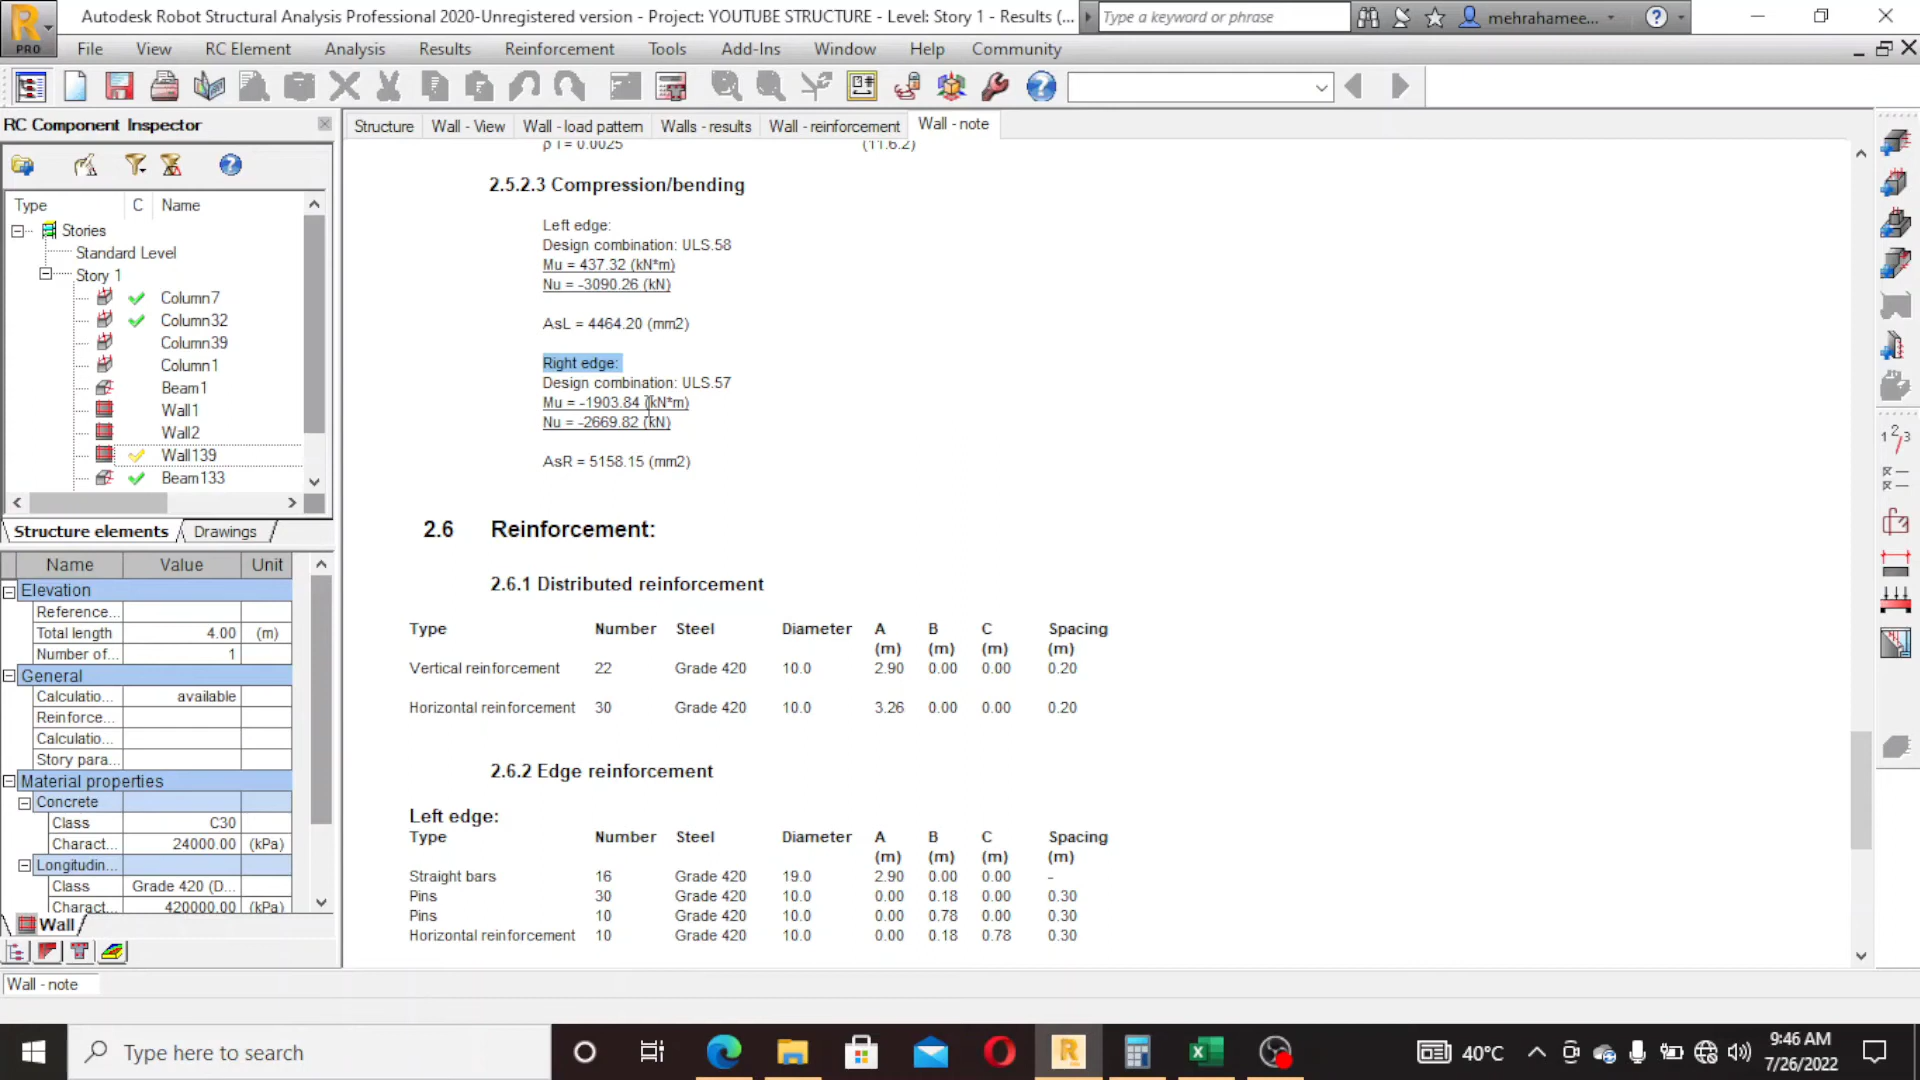 Autodesk Robot Structural Analysis Professional 2020-Unregistered version - Project: YOUTUBE STRUCTURE - Level: Story 1 - Results (...
Type a keyword or phrase
mehrahamee...
PRO
File View RC Element Analysis Results Reinforcement Tools Add-Ins Window Help Community
RC Component Inspector
Structure Wall - View Wall - load pattern Walls - results Wall - reinforcement Wall - note
Type C Name
Stories
Standard Level
Story 1
Column7
Column32
Column39
Column1
Beam1
Wall1
Wall2
Wall139
Beam133
Structure elements Drawings
Name Value Unit
Elevation
Reference...
Total length 4.00 (m)
Number of... 1
General
Calculatio... available
Reinforce...
Calculatio...
Story para...
Material properties
Concrete
Class C30
Charact... 24000.00 (kPa)
Longitudin...
Class Grade 420 (D...
Charact... 420000.00 (kPa)
Wall
ρ l = 0.0025 (11.6.2)
2.5.2.3 Compression/bending
Left edge:
Design combination: ULS.58
Mu = 437.32 (kN*m)
Nu = -3090.26 (kN)
AsL = 4464.20 (mm2)
Right edge:
Design combination: ULS.57
Mu = -1903.84 (kN*m)
Nu = -2669.82 (kN)
AsR = 5158.15 (mm2)
2.6 Reinforcement:
2.6.1 Distributed reinforcement
Type Number Steel Diameter A B C Spacing
(m) (m) (m) (m)
Vertical reinforcement 22 Grade 420 10.0 2.90 0.00 0.00 0.20
Horizontal reinforcement 30 Grade 420 10.0 3.26 0.00 0.00 0.20
2.6.2 Edge reinforcement
Left edge:
Type Number Steel Diameter A B C Spacing
(m) (m) (m) (m)
Straight bars 16 Grade 420 19.0 2.90 0.00 0.00 -
Pins 30 Grade 420 10.0 0.00 0.18 0.00 0.30
Pins 10 Grade 420 10.0 0.00 0.78 0.00 0.30
Horizontal reinforcement 10 Grade 420 10.0 0.00 0.18 0.78 0.30
Wall - note
Type here to search
40°C
9:46 AM
7/26/2022